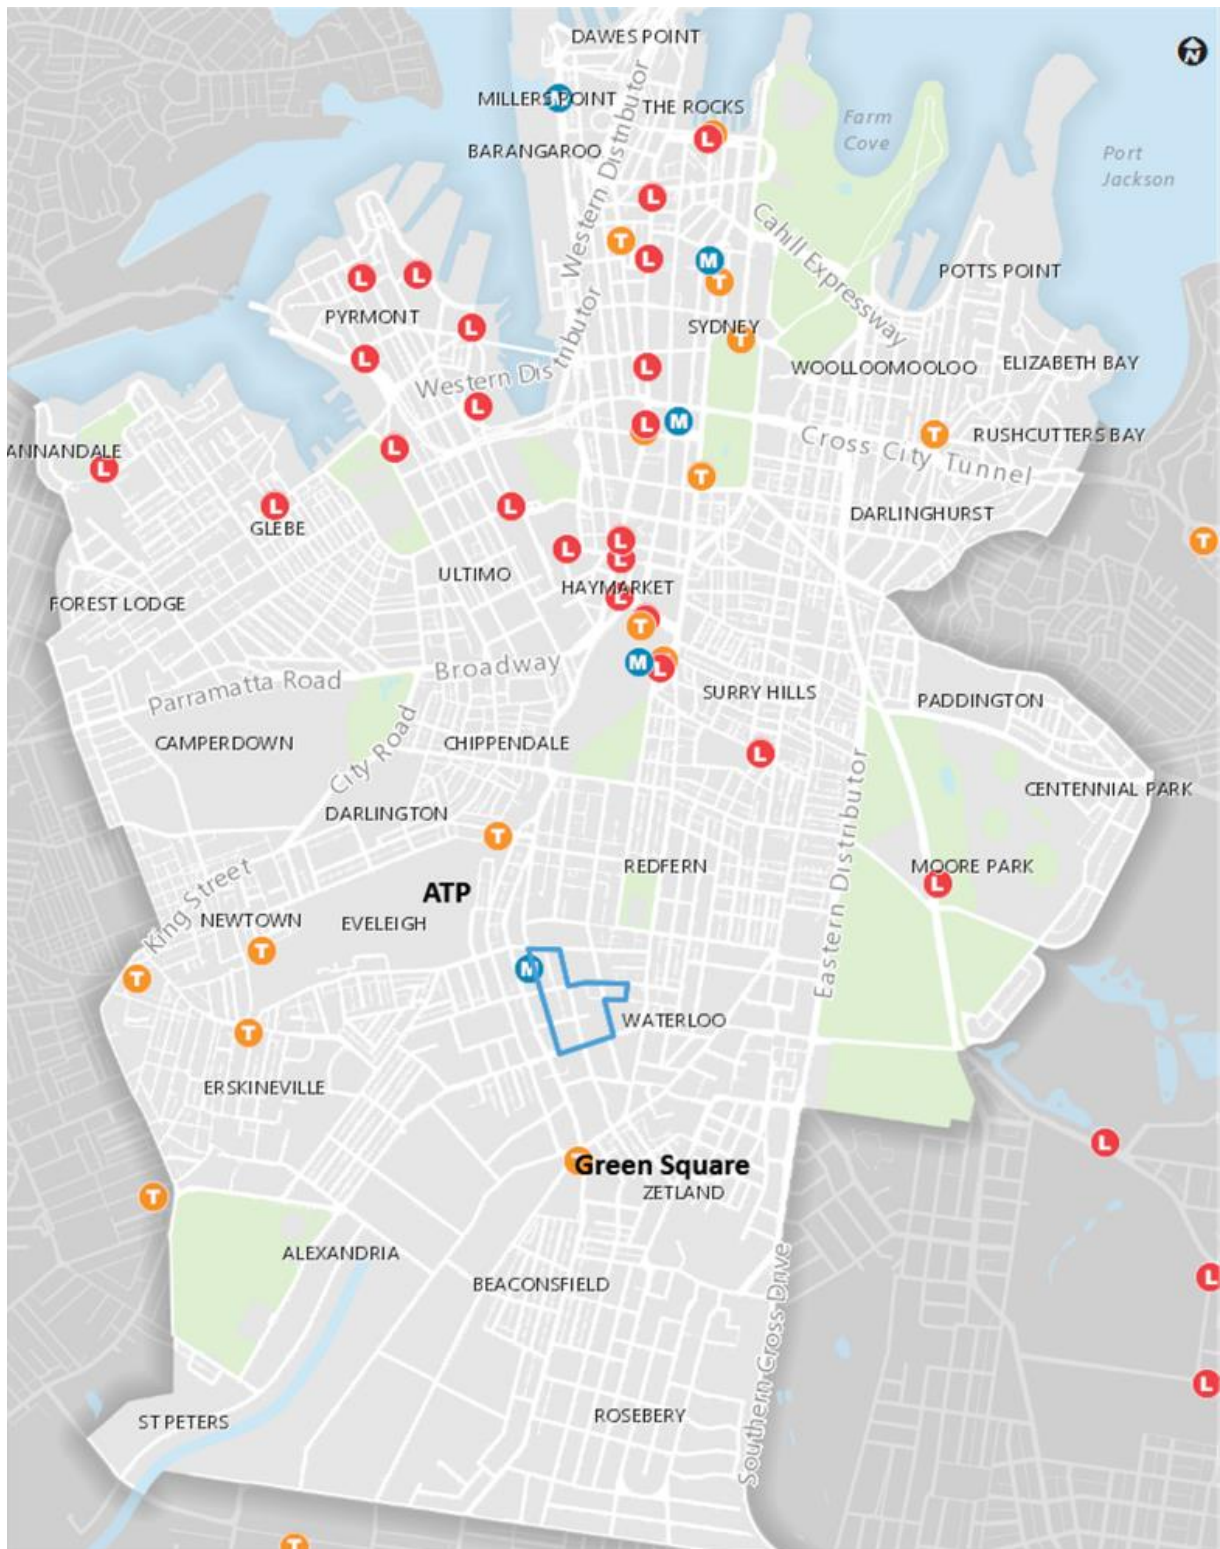 DAWES POINT
N
M
MILLERS POINT
THE ROCKS
L
Farm
Cove
BARANGAROO
Port
Jackson
Western Distributor
L
Cahill Expressway
T
L
M
T
POTTS POINT
L
L
PYRMONT
L
SYDNEY
T
L
Western Distributor
L
WOOLLOOMOOLOO
ELIZABETH BAY
L
L
M
T
RUSHCUTTERS BAY
Cross City Tunnel
ANNANDALE
L
L
T
L
GLEBE
L
DARLINGHURST
T
L
L
L
ULTIMO
HAYMARKET
L
FOREST LODGE
T
Broadway
M
L
Parramatta Road
SURRY HILLS
PADDINGTON
CAMPERDOWN
City Road
CHIPPENDALE
L
CENTENNIAL PARK
DARLINGTON
T
Eastern Distributor
REDFERN
MOORE PARK
L
ATP
King Street
NEWTOWN
EVELEIGH
T
T
M
WATERLOO
T
ERSKINEVILLE
L
T
Green Square
ZETLAND
T
ALEXANDRIA
BEACONSFIELD
L
Southern Cross Drive
L
ST PETERS
ROSEBERY
T